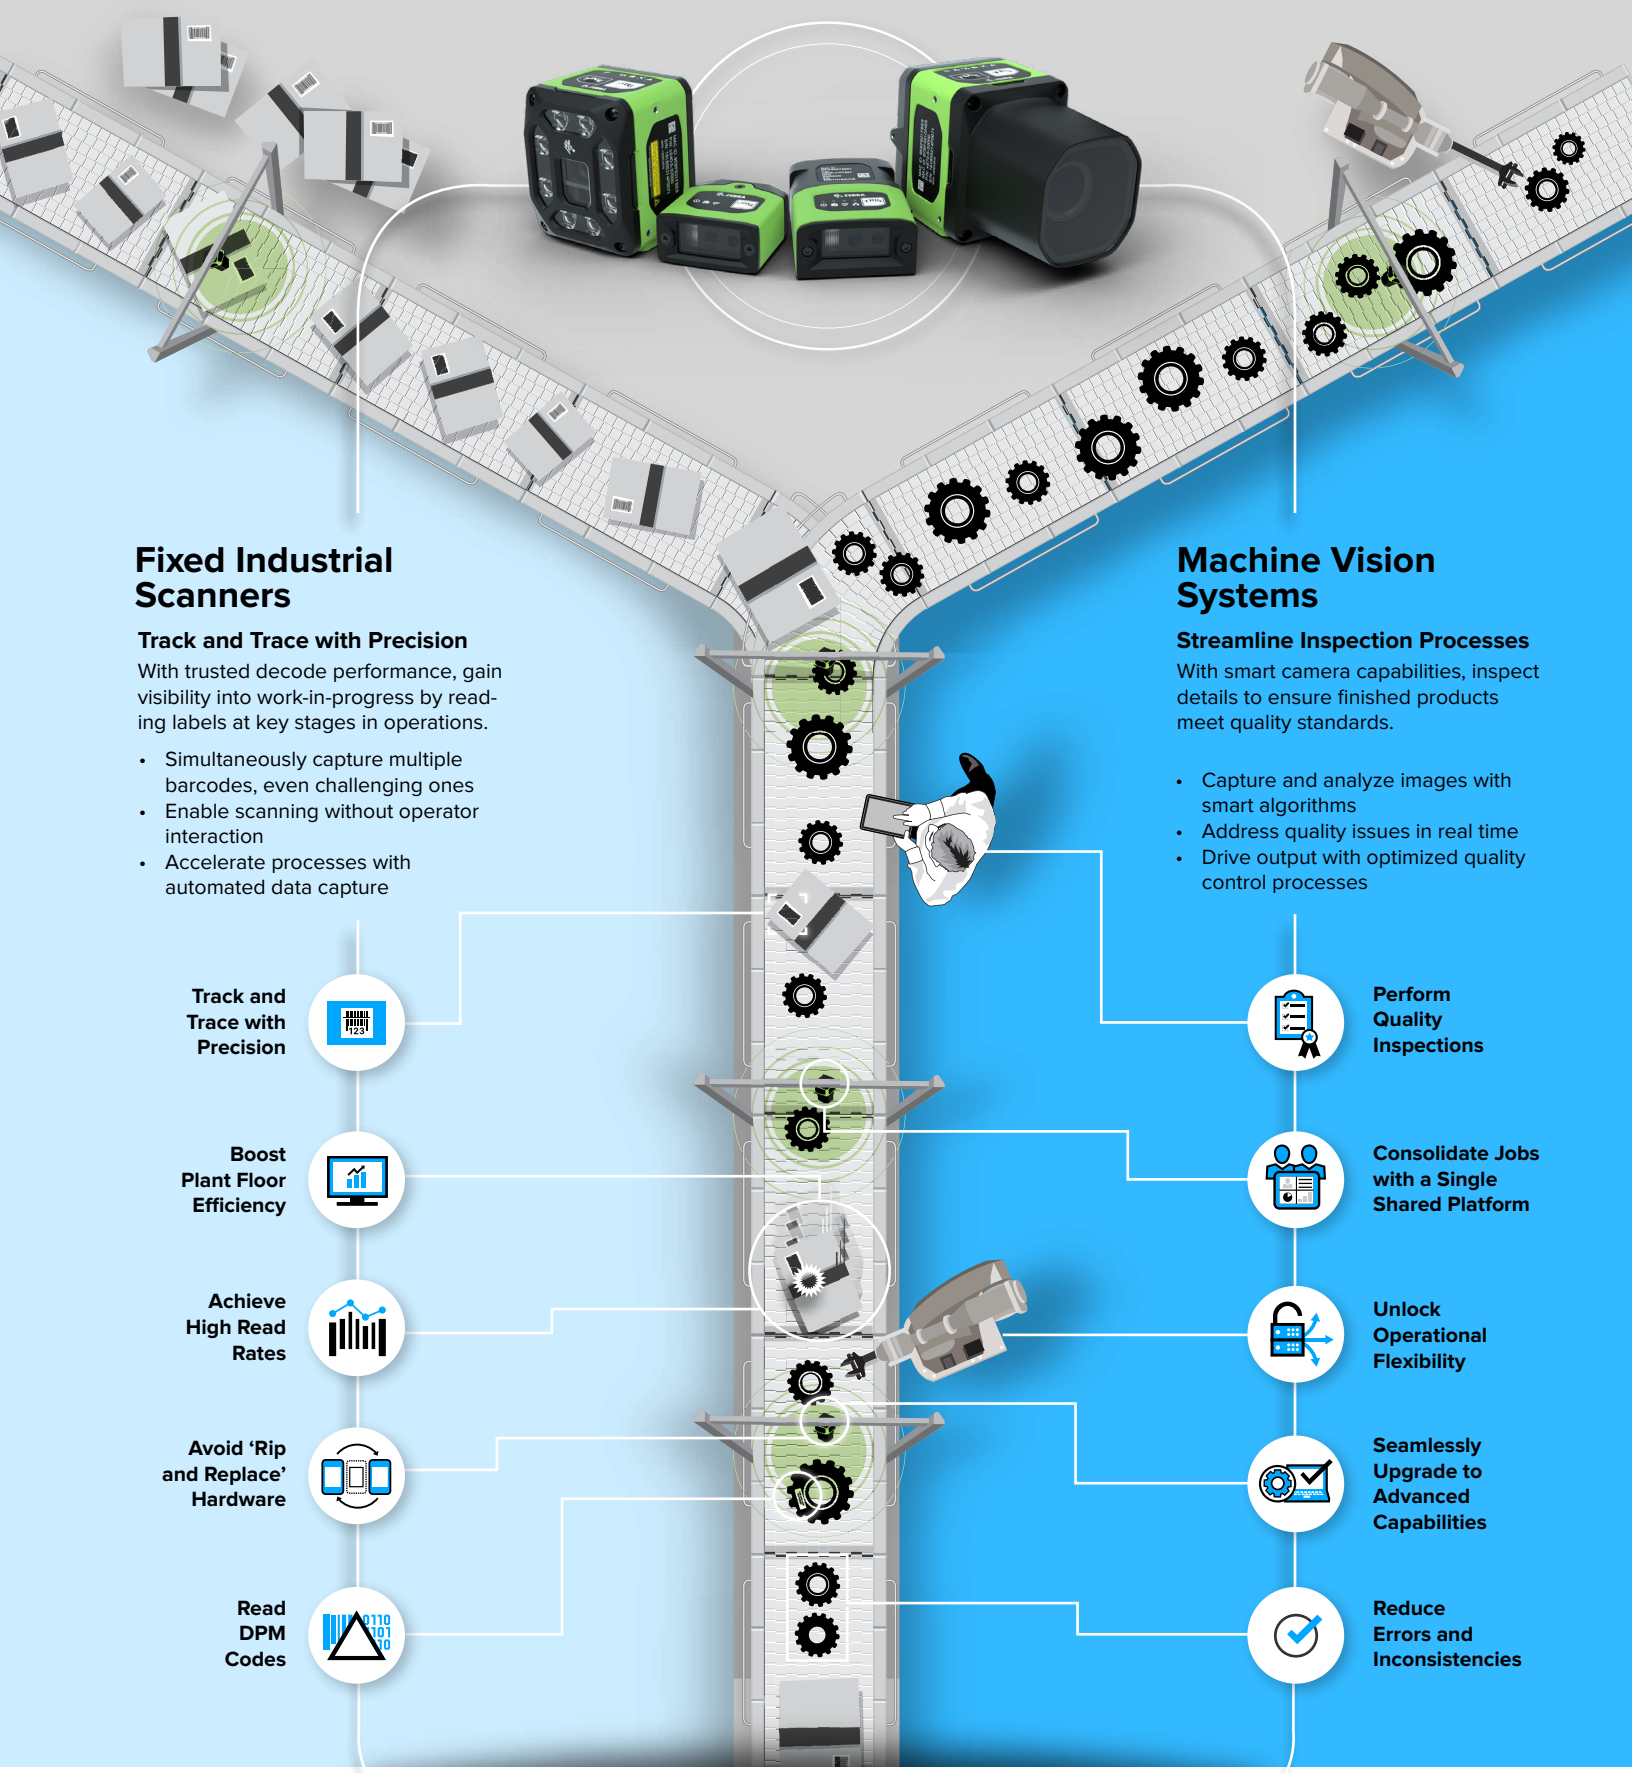 Fixed Industrial
Scanners
Track and Trace with Precision
With trusted decode performance, gain
visibility into work-in-progress by read-
ing labels at key stages in operations.
• Simultaneously capture multiple
barcodes, even challenging ones
• Enable scanning without operator
interaction
• Accelerate processes with
automated data capture
Track and
Trace with
Precision
123
Boost
Plant Floor
Efficiency
Achieve
High Read
Rates
Avoid ‘Rip
and Replace’
Hardware
Read
DPM
Codes
0110
101
10
Machine Vision
Systems
Streamline Inspection Processes
With smart camera capabilities, inspect
details to ensure finished products
meet quality standards.
• Capture and analyze images with
smart algorithms
• Address quality issues in real time
• Drive output with optimized quality
control processes
Perform
Quality
Inspections
Consolidate Jobs
with a Single
Shared Platform
Unlock
Operational
Flexibility
Seamlessly
Upgrade to
Advanced
Capabilities
Reduce
Errors and
Inconsistencies